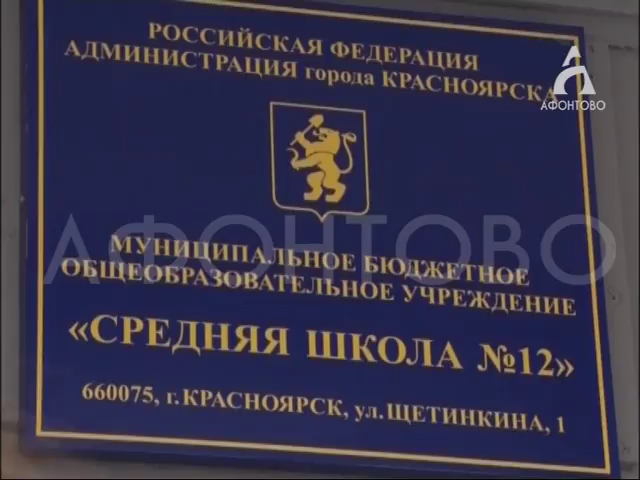 РОССИЙСКАЯ ФЕДЕРАЦИЯ
АДМИНИСТРАЦИЯ города КРАСНОЯРСКА
АФОНТОВО
АФОНТОВО
МУНИЦИПАЛЬНОЕ БЮДЖЕТНОЕ
ОБЩЕОБРАЗОВАТЕЛЬНОЕ УЧРЕЖДЕНИЕ
«СРЕДНЯЯ ШКОЛА №12»
660075, г. КРАСНОЯРСК, ул. ЩЕТИНКИНА, 1